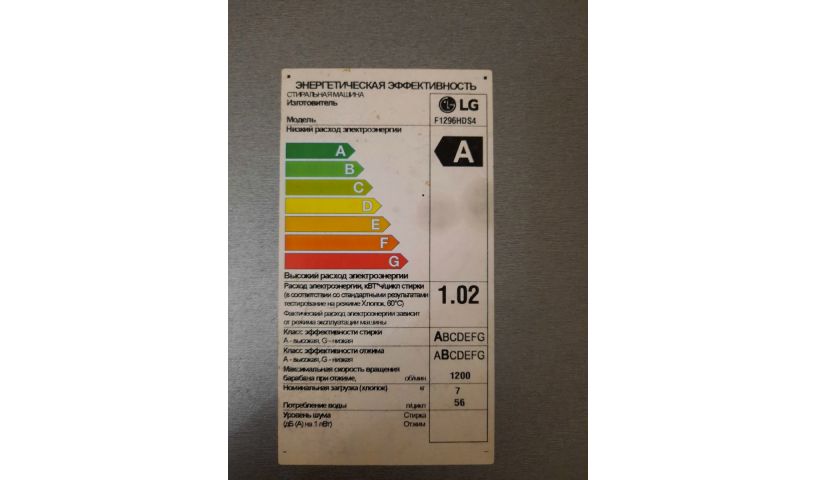 ЭНЕРГЕТИЧЕСКАЯ ЭФФЕКТИВНОСТЬ
СТИРАЛЬНАЯ МАШИНА
Изготовитель
LG
Модель
F1296HDS4
Низкий расход электроэнергии
A
A
B
C
D
E
F
G
Высокий расход электроэнергии
Расход электроэнергии, кВТ*ч/цикл стирки
(в соответствии со стандартными результатами
тестирование на режиме Хлопок, 60°C)
1.02
Фактический расход электроэнергии зависит
от режима эксплуатации машины
Класс эффективности стирки
A - высокая, G - низкая
ABCDEFG
Класс эффективности отжима
A - высокая, G - низкая
ABCDEFG
Максимальная скорость вращения
барабана при отжиме, об/мин 1200
Номинальная загрузка (хлопок) кг 7
Потребление воды л/цикл 56
Уровень шума Стирка
(дБ (A) на 1 пВт) Отжим